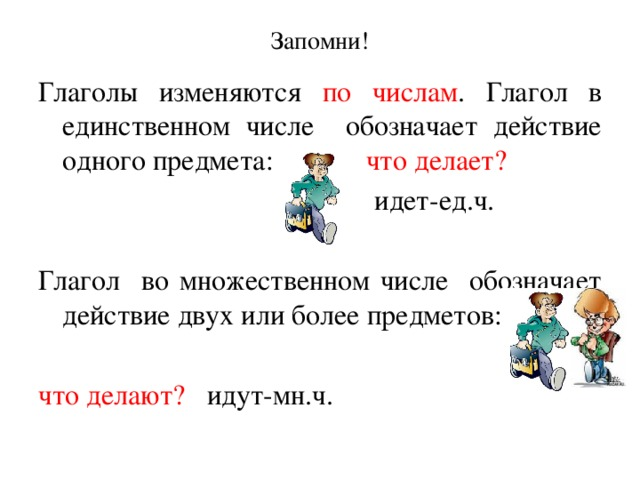 Запомни!
Глаголы изменяются по числам. Глагол в
единственном числе обозначает действие
одного предмета: что делает?
идет-ед.ч.
Глагол во множественном числе обозначает
действие двух или более предметов:
что делают? идут-мн.ч.